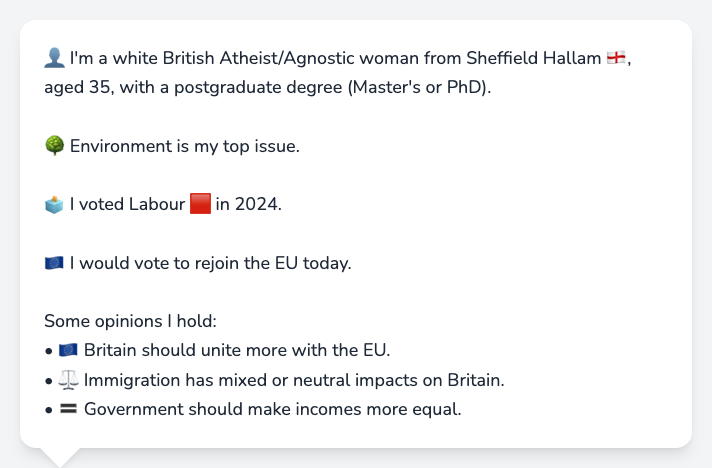 👤 I'm a white British Atheist/Agnostic woman from Sheffield Hallam 🏴󠁧󠁢󠁥󠁮󠁧󠁿,
aged 35, with a postgraduate degree (Master's or PhD).
🌳 Environment is my top issue.
🗳️ I voted Labour 🟥 in 2024.
🇪🇺 I would vote to rejoin the EU today.
Some opinions I hold:
• 🇪🇺 Britain should unite more with the EU.
• ⚖️ Immigration has mixed or neutral impacts on Britain.
• 🟰 Government should make incomes more equal.